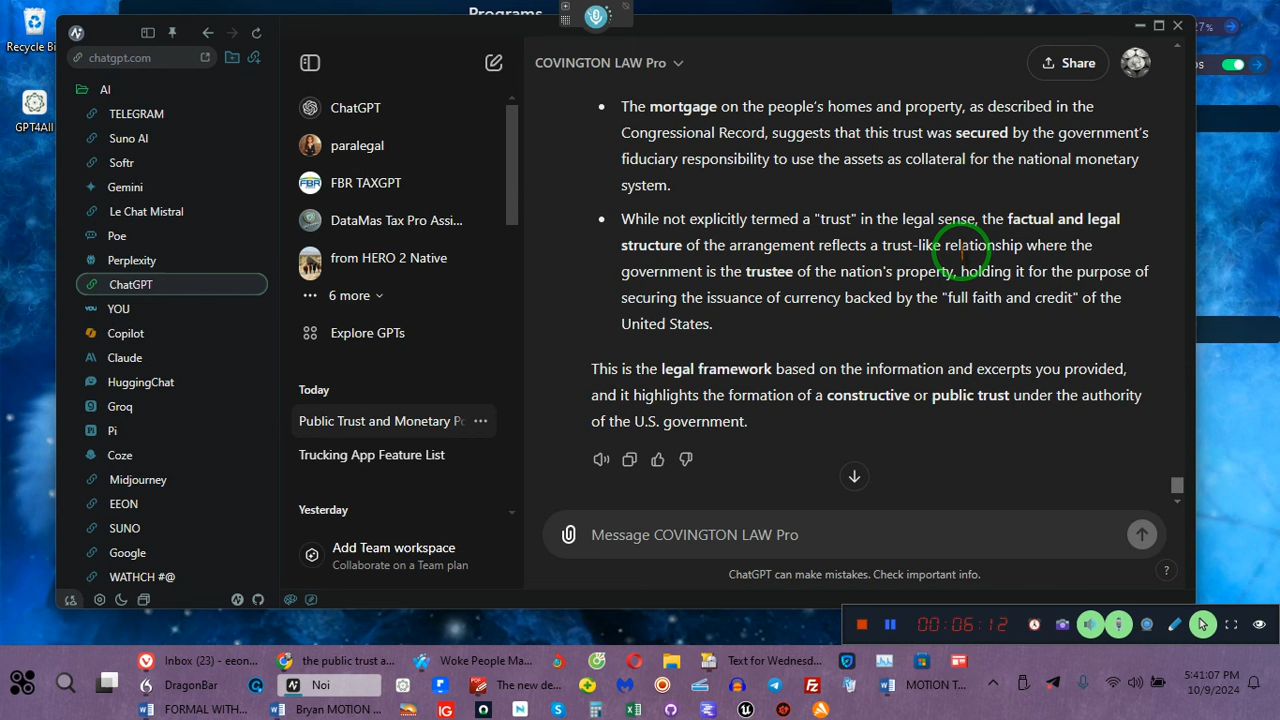 Programs
Recycle Bi
GPT4All
chatgpt.com
AI
TELEGRAM
Suno AI
Softr
Gemini
Le Chat Mistral
Poe
Perplexity
ChatGPT
YOU
Copilot
Claude
HuggingChat
Groq
Pi
Coze
Midjourney
EEON
SUNO
Google
WATHCH #@
ChatGPT
paralegal
FBR TAXGPT
DataMas Tax Pro Assi...
from HERO 2 Native
6 more
Explore GPTs
Today
Public Trust and Monetary Po
Trucking App Feature List
Yesterday
Add Team workspace
Collaborate on a Team plan
COVINGTON LAW Pro
Share
• The mortgage on the people's homes and property, as described in the
Congressional Record, suggests that this trust was secured by the government's
fiduciary responsibility to use the assets as collateral for the national monetary
system.
• While not explicitly termed a "trust" in the legal sense, the factual and legal
structure of the arrangement reflects a trust-like relationship where the
government is the trustee of the nation's property, holding it for the purpose of
securing the issuance of currency backed by the "full faith and credit" of the
United States.
This is the legal framework based on the information and excerpts you provided,
and it highlights the formation of a constructive or public trust under the authority
of the U.S. government.
Message COVINGTON LAW Pro
ChatGPT can make mistakes. Check important info.
?
27%
00:06:12
Inbox (23) - eeon...
the public trust a...
Woke People Ma...
Text for Wednesd...
DragonBar
Noi
The new de...
MOTION T...
FORMAL WITH...
Bryan MOTION ...
5:41:07 PM
10/9/2024